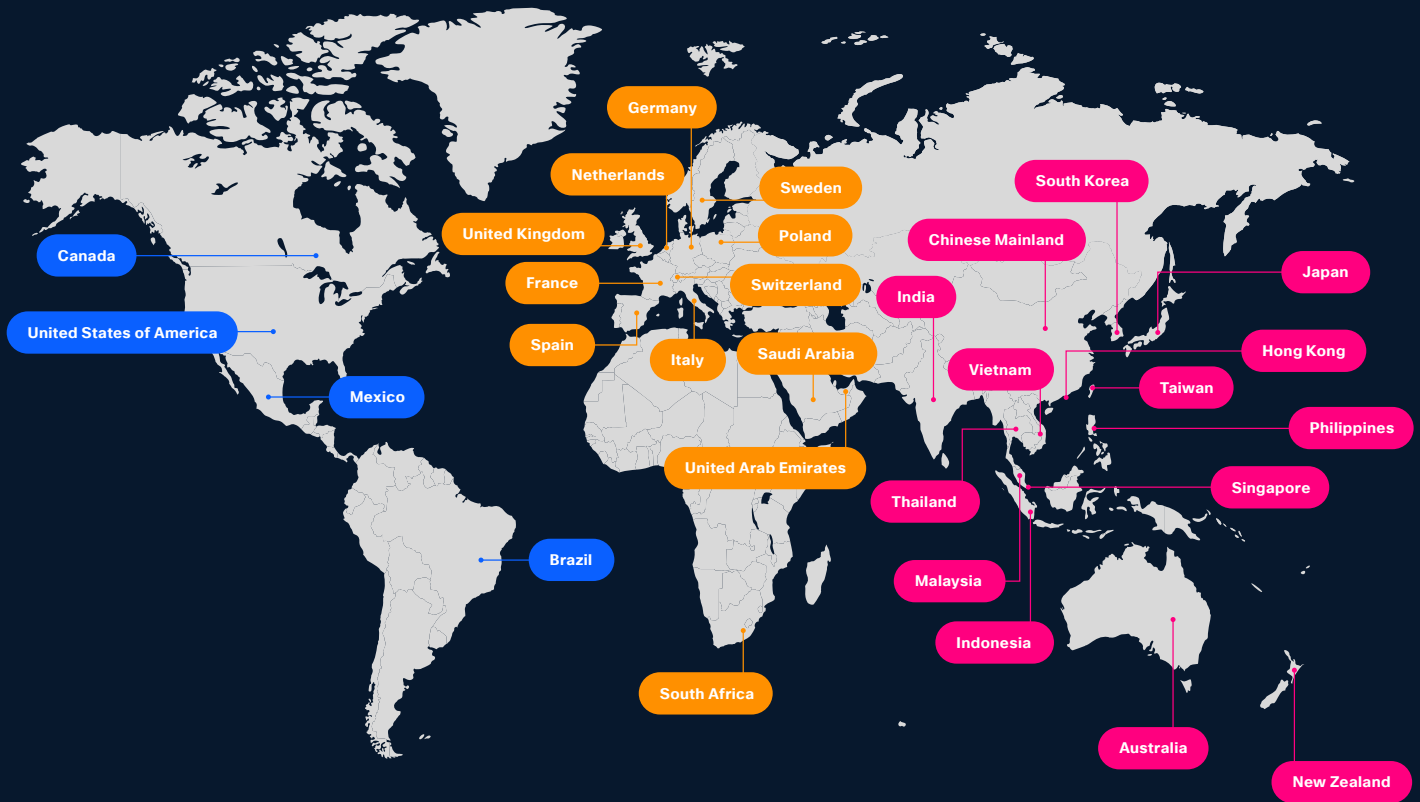 Germany
Netherlands
Sweden
South Korea
United Kingdom
Poland
Chinese Mainland
Canada
Japan
France
Switzerland
India
United States of America
Spain
Italy
Saudi Arabia
Hong Kong
Vietnam
Taiwan
Mexico
Philippines
United Arab Emirates
Singapore
Thailand
Brazil
Malaysia
Indonesia
South Africa
Australia
New Zealand